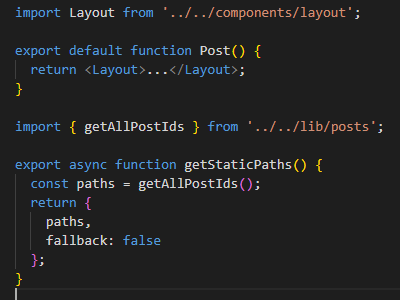 import Layout from '../../components/layout';
export default function Post() {
return <Layout>...</Layout>;
}
import { getAllPostIds } from '../../lib/posts';
export async function getStaticPaths() {
const paths = getAllPostIds();
return {
paths,
fallback: false
};
}